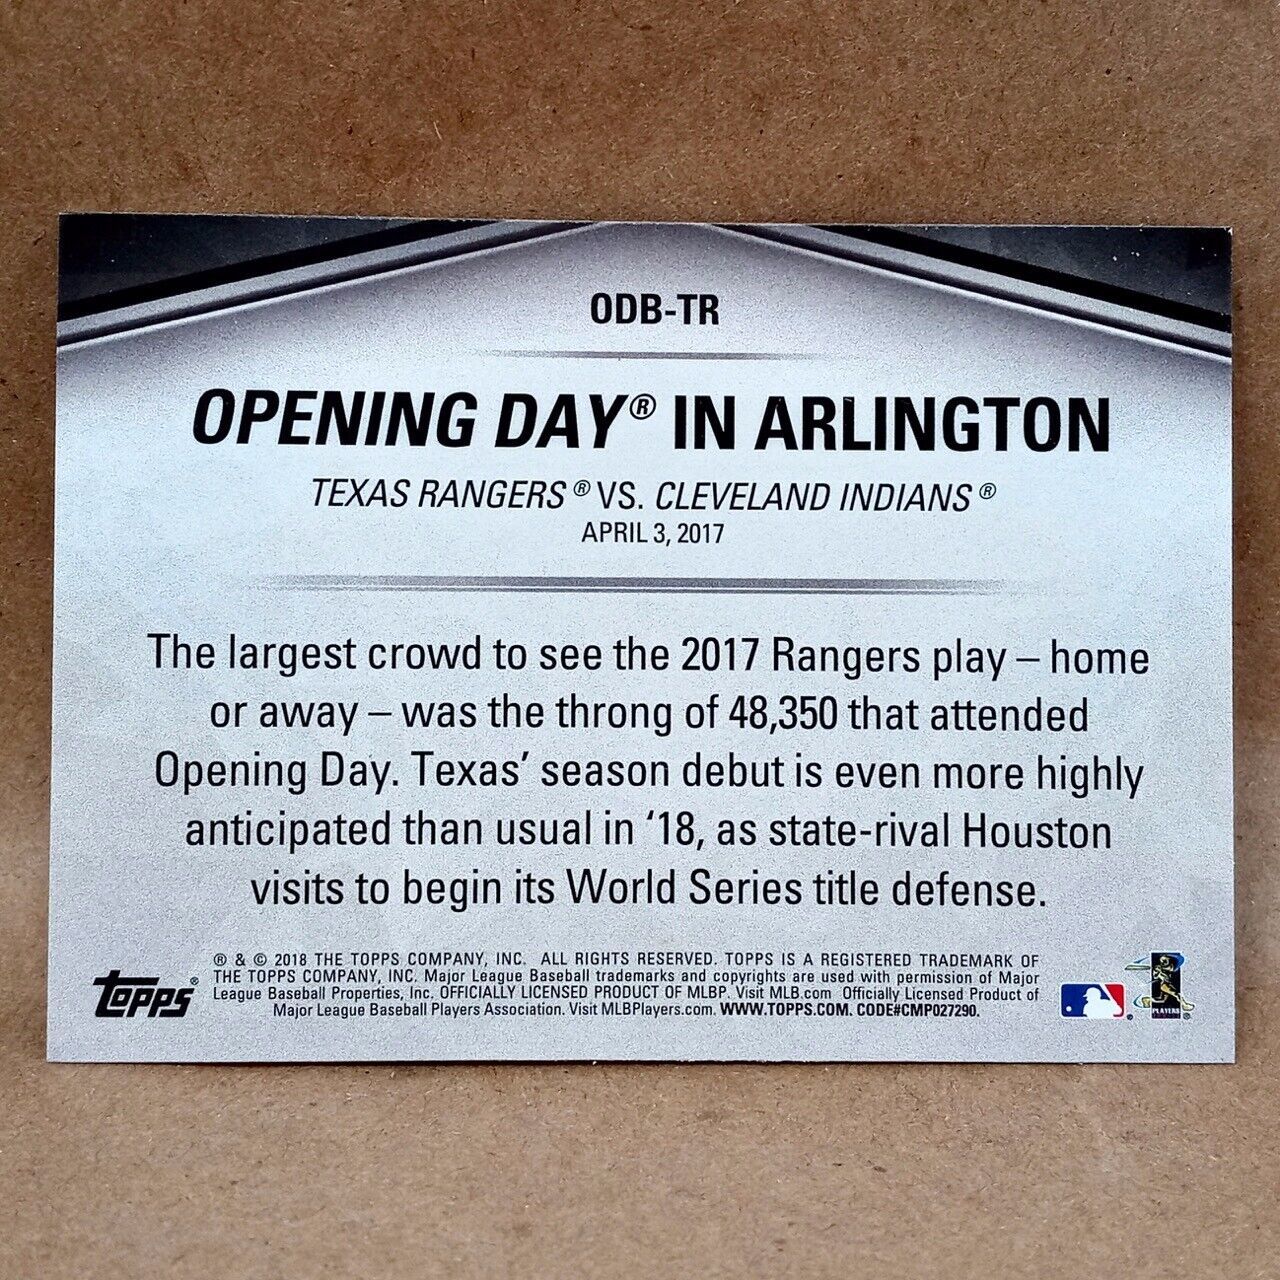 ODB-TR
OPENING DAY® IN ARLINGTON
TEXAS RANGERS® VS. CLEVELAND INDIANS®
APRIL 3, 2017
The largest crowd to see the 2017 Rangers play – home
or away – was the throng of 48,350 that attended
Opening Day. Texas’ season debut is even more highly
anticipated than usual in ‘18, as state-rival Houston
visits to begin its World Series title defense.
® & © 2018 THE TOPPS COMPANY, INC. ALL RIGHTS RESERVED. TOPPS IS A REGISTERED TRADEMARK OF
THE TOPPS COMPANY, INC. Major League Baseball trademarks and copyrights are used with permission of Major
League Baseball Properties, Inc. OFFICIALLY LICENSED PRODUCT OF MLBP. Visit MLB.com Officially Licensed Product of
Major League Baseball Players Association. Visit MLBPlayers.com. WWW.TOPPS.COM. CODE#CMP027290.
Topps®
PLAYERS